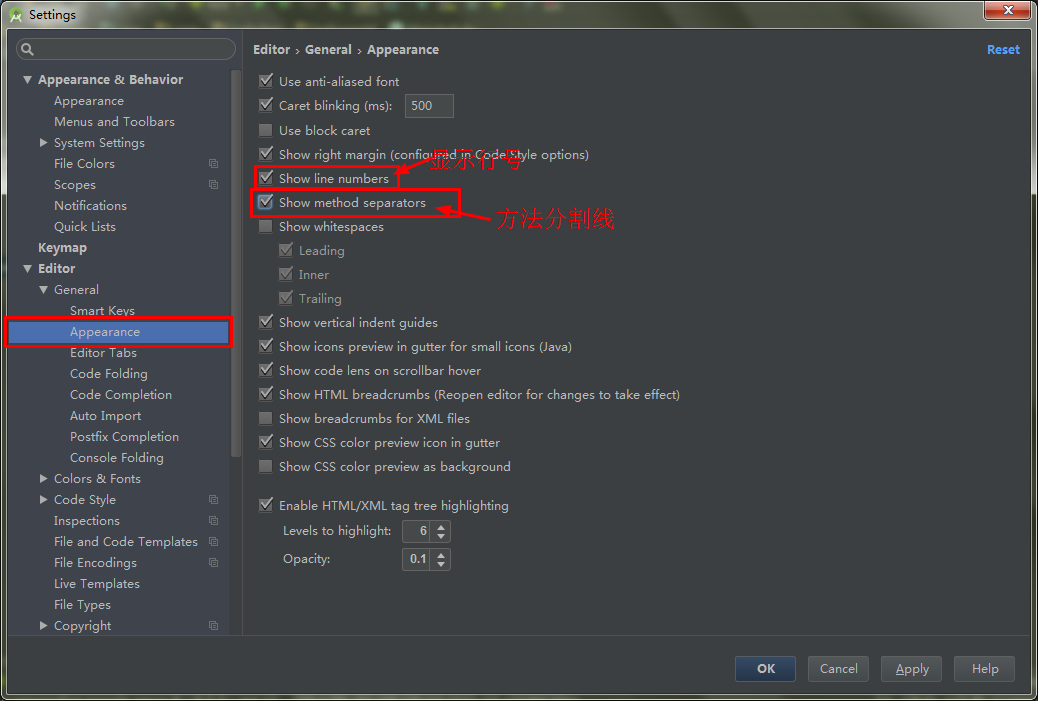 Settings
Editor › General › Appearance
Reset
Appearance & Behavior
Appearance
Menus and Toolbars
System Settings
File Colors
Scopes
Notifications
Quick Lists
Keymap
Editor
General
Smart Keys
Appearance
Editor Tabs
Code Folding
Code Completion
Auto Import
Postfix Completion
Console Folding
Colors & Fonts
Code Style
Inspections
File and Code Templates
File Encodings
Live Templates
File Types
Copyright
Use anti-aliased font
Caret blinking (ms): 500
Use block caret
Show right margin (configured in Code Style options)
显示行号
Show line numbers
Show method separators
方法分割线
Show whitespaces
Leading
Inner
Trailing
Show vertical indent guides
Show icons preview in gutter for small icons (Java)
Show code lens on scrollbar hover
Show HTML breadcrumbs (Reopen editor for changes to take effect)
Show breadcrumbs for XML files
Show CSS color preview icon in gutter
Show CSS color preview as background
Enable HTML/XML tag tree highlighting
Levels to highlight: 6
Opacity: 0.1
OK
Cancel
Apply
Help